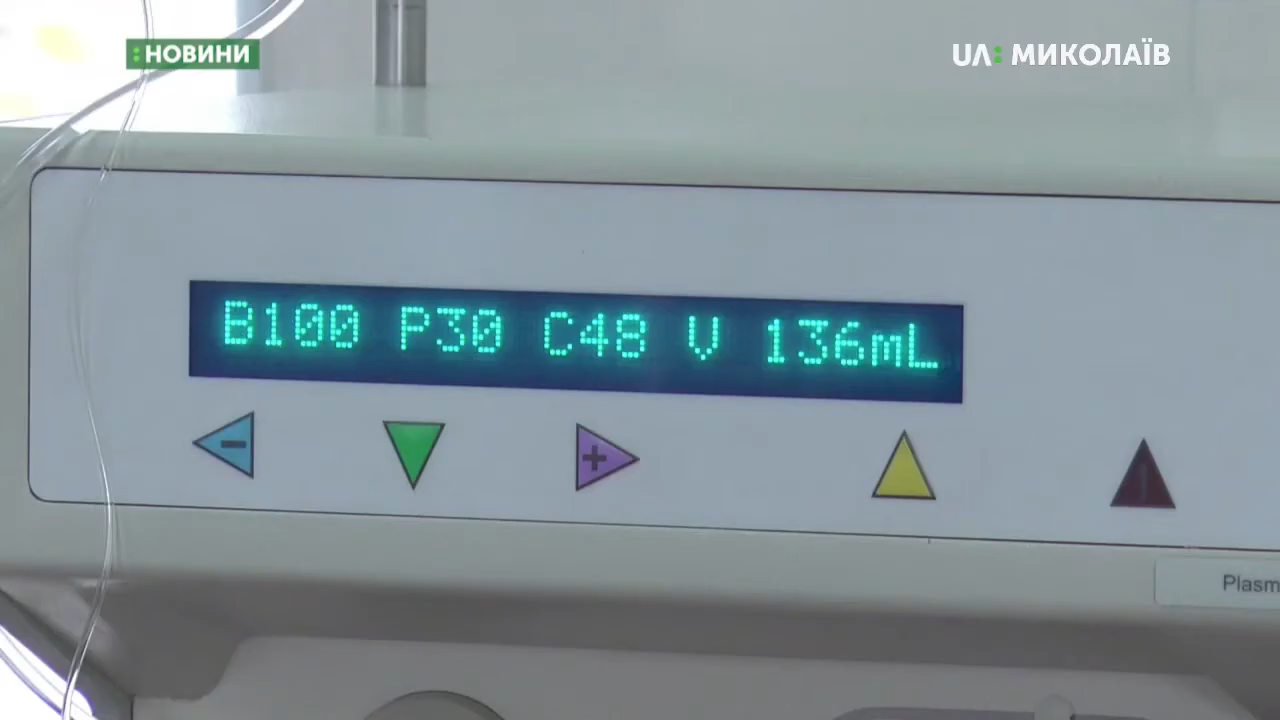 :НОВИНИ
UA: МИКОЛАЇВ
B100 P30 C48 V 136mL
- +
Plasm